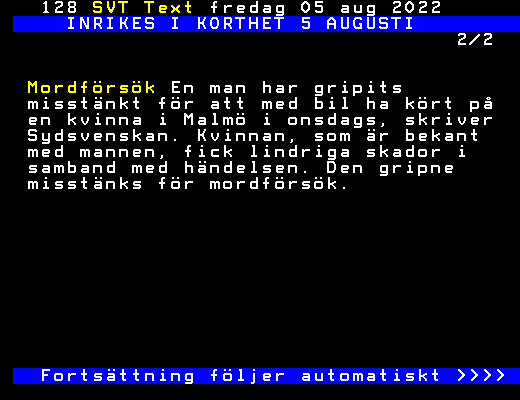 128 SVT Text fredag 05 aug 2022
INRIKES I KORTHET 5 AUGUSTI
2/2
Mordförsök En man har gripits
misstänkt för att med bil ha kört på
en kvinna i Malmö i onsdags, skriver
Sydsvenskan. Kvinnan, som är bekant
med mannen, fick lindriga skador i
samband med händelsen. Den gripne
misstänks för mordförsök.
Fortsättning följer automatiskt >>>>